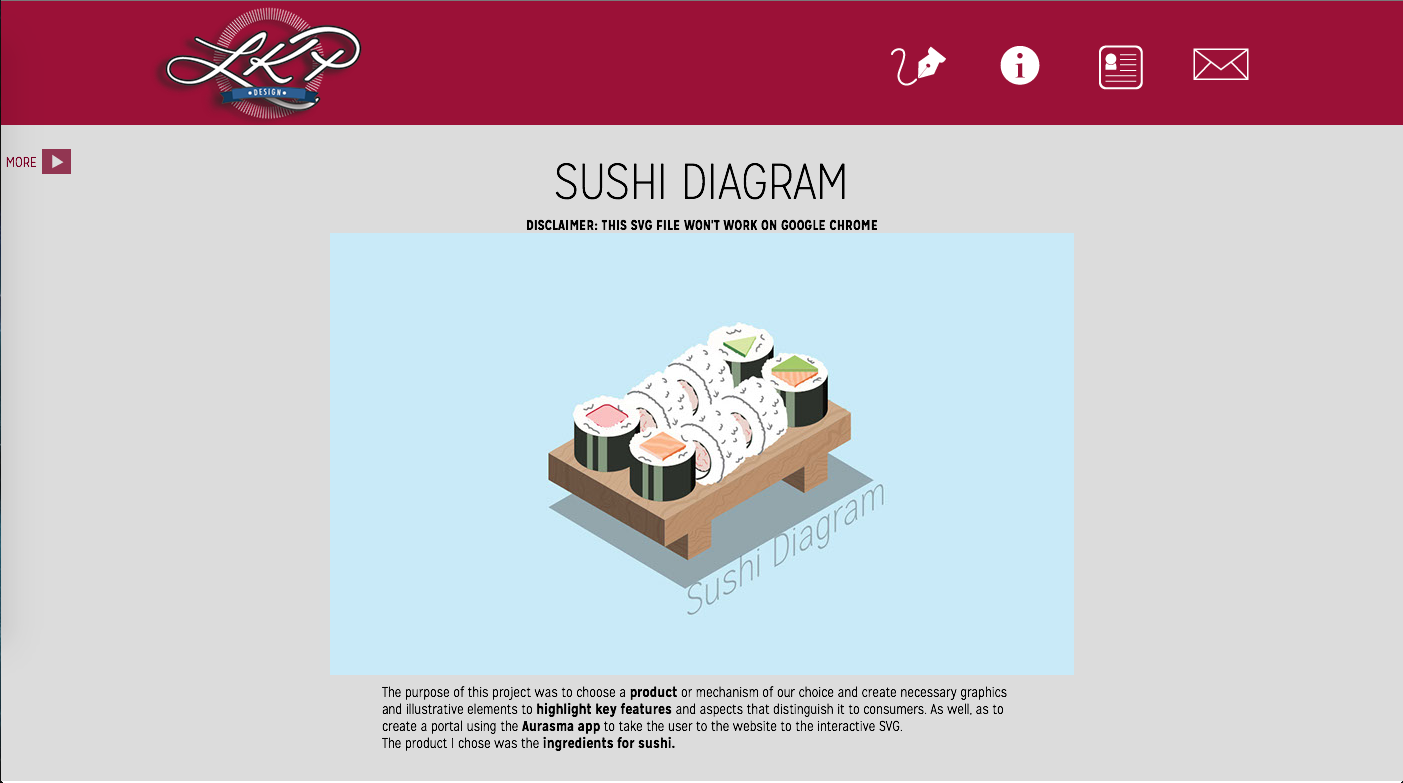 LKP
DESIGN
MORE
SUSHI DIAGRAM
DISCLAIMER: THIS SVG FILE WON'T WORK ON GOOGLE CHROME
Sushi Diagram
The purpose of this project was to choose a product or mechanism of our choice and create necessary graphics
and illustrative elements to highlight key features and aspects that distinguish it to consumers. As well, as to
create a portal using the Aurasma app to take the user to the website to the interactive SVG.
The product I chose was the ingredients for sushi.